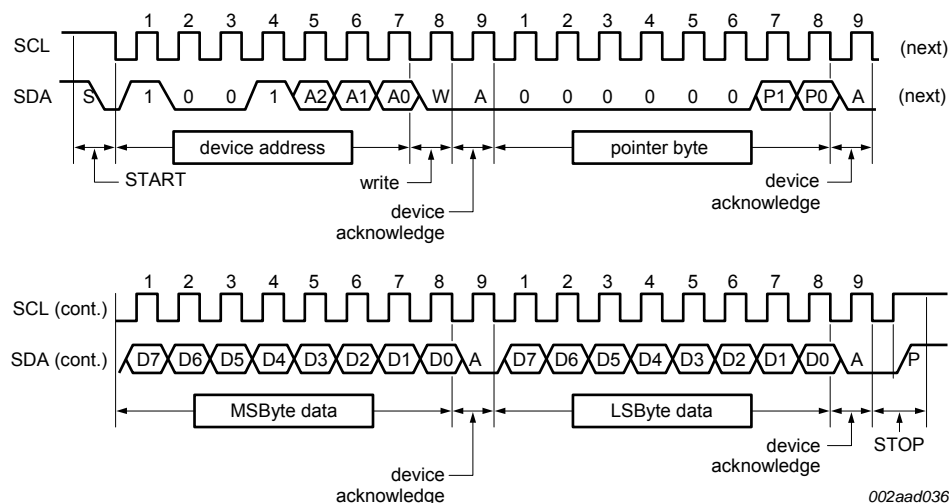 1 2 3 4 5 6 7 8 9 1 2 3 4 5 6 7 8 9
SCL (next)
SDA S 1 0 0 1 A2 A1 A0 W A 0 0 0 0 0 0 P1 P0 A (next)
device address pointer byte
START write device
device acknowledge
acknowledge
1 2 3 4 5 6 7 8 9 1 2 3 4 5 6 7 8 9
SCL (cont.)
SDA (cont.) D7 D6 D5 D4 D3 D2 D1 D0 A D7 D6 D5 D4 D3 D2 D1 D0 A P
MSByte data LSByte data
device STOP
device acknowledge
acknowledge 002aad036